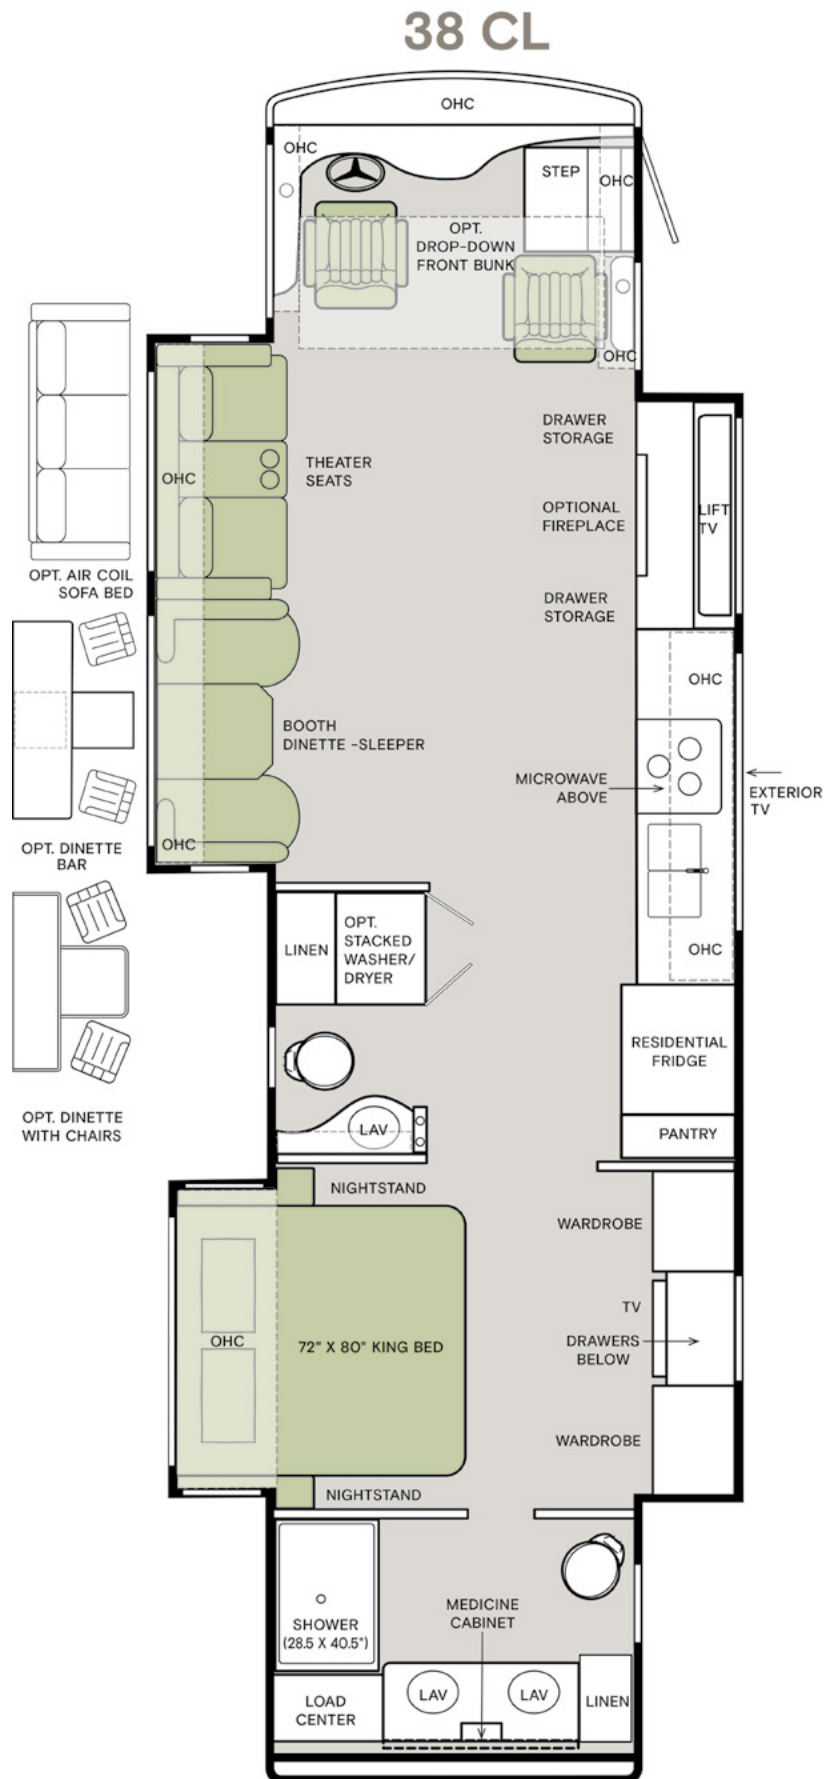 38 CL
OHC
OHC
STEP
OHC
OPT.
DROP-DOWN
FRONT BUNK
OHC
DRAWER
STORAGE
THEATER
SEATS
OHC
OPTIONAL
FIREPLACE
LIFT
TV
OPT. AIR COIL
SOFA BED
DRAWER
STORAGE
OHC
BOOTH
DINETTE -SLEEPER
MICROWAVE
ABOVE
EXTERIOR
TV
OPT. DINETTE
BAR
OHC
LINEN
OPT.
STACKED
WASHER/
DRYER
OHC
RESIDENTIAL
FRIDGE
OPT. DINETTE
WITH CHAIRS
LAV
PANTRY
NIGHTSTAND
WARDROBE
OHC
72" X 80" KING BED
TV
DRAWERS
BELOW
WARDROBE
NIGHTSTAND
SHOWER
(28.5 X 40.5")
MEDICINE
CABINET
LOAD
CENTER
LAV
LAV
LINEN